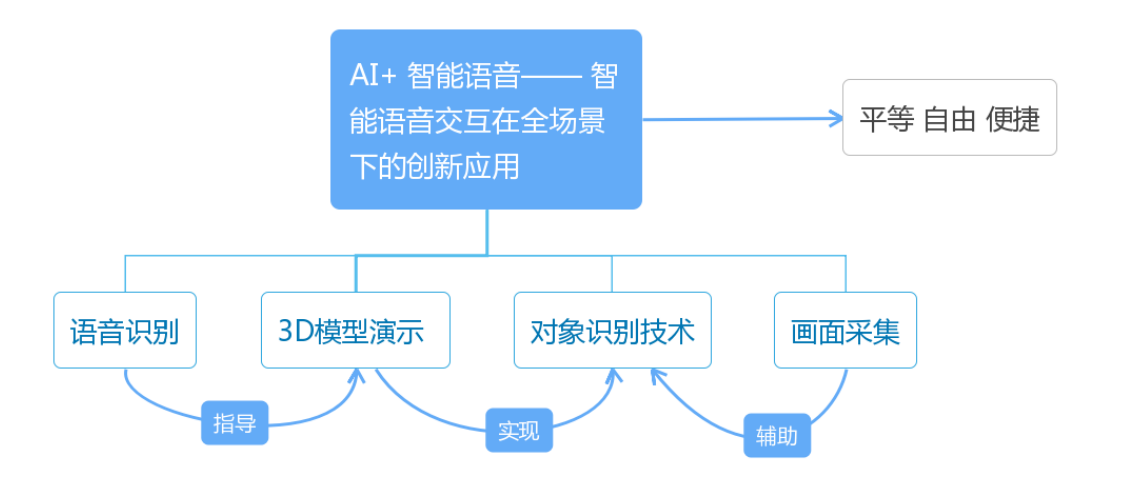 AI+ 智能语音—— 智
能语音交互在全场景
下的创新应用
平等 自由 便捷
语音识别
3D模型演示
对象识别技术
画面采集
指导
实现
辅助